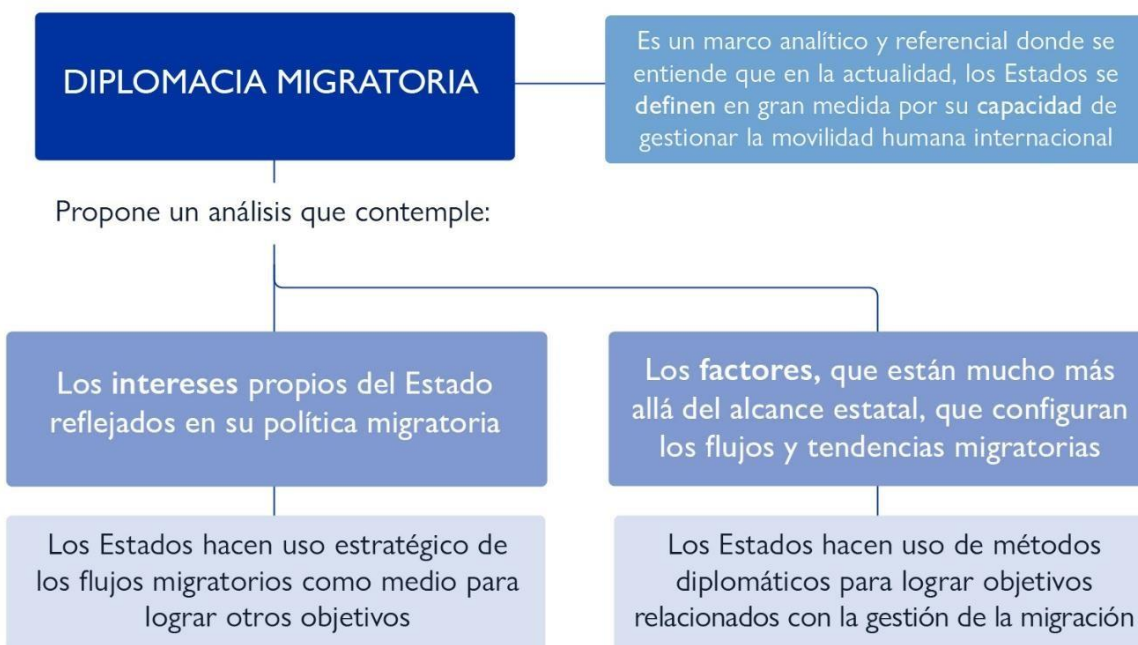 DIPLOMACIA MIGRATORIA
Es un marco analítico y referencial donde se
entiende que en la actualidad, los Estados se
definen en gran medida por su capacidad de
gestionar la movilidad humana internacional
Propone un análisis que contemple:
Los intereses propios del Estado
reflejados en su política migratoria
Los factores, que están mucho más
allá del alcance estatal, que configuran
los flujos y tendencias migratorias
Los Estados hacen uso estratégico de
los flujos migratorios como medio para
lograr otros objetivos
Los Estados hacen uso de métodos
diplomáticos para lograr objetivos
relacionados con la gestión de la migración